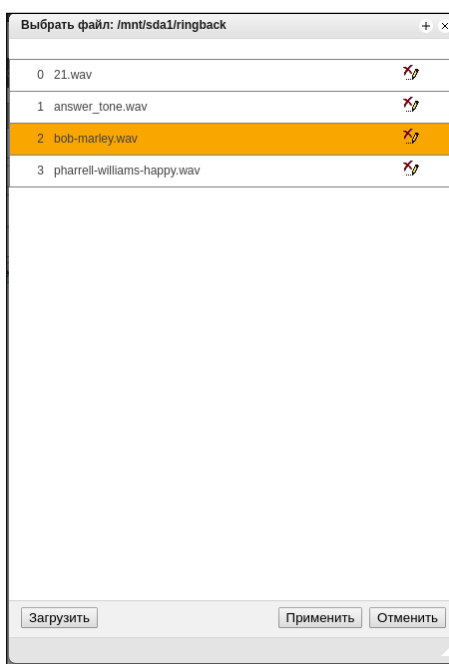 Выбрать файл: /mnt/sda1/ringback
0 21.wav
1 answer_tone.wav
2 bob-marley.wav
3 pharrell-williams-happy.wav
Загрузить Применить Отменить